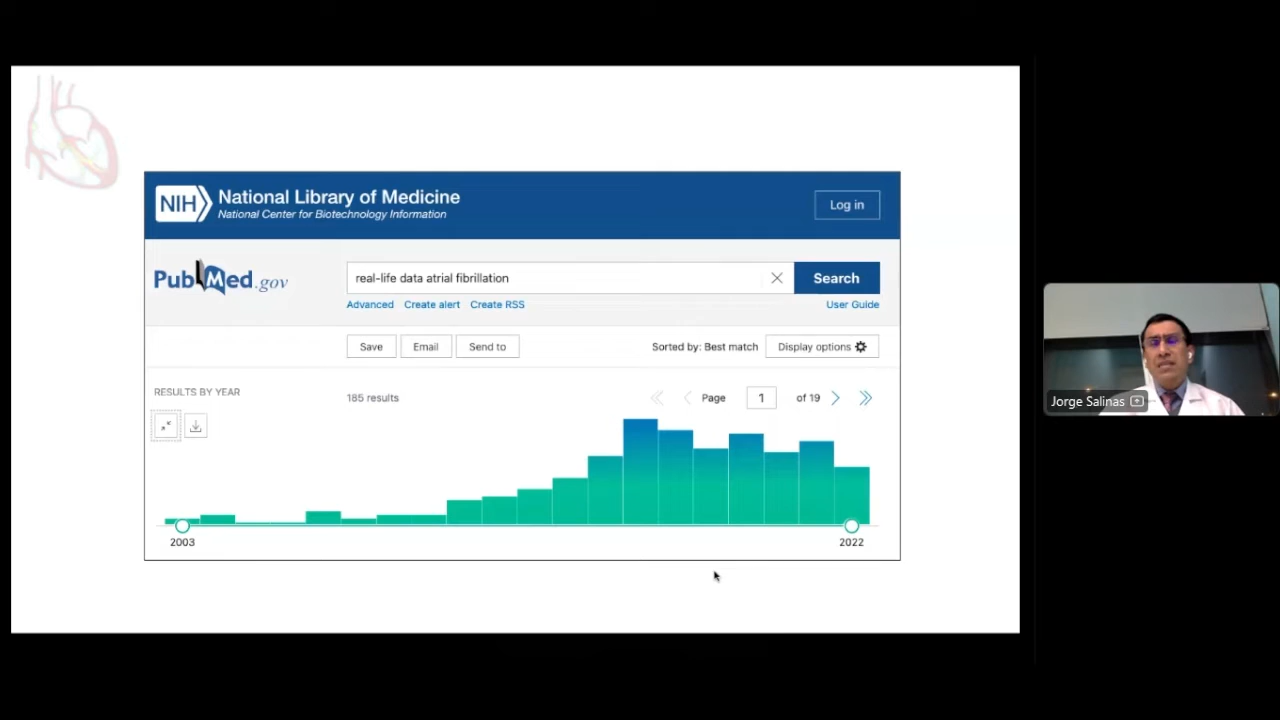 NIH National Library of Medicine
National Center for Biotechnology Information
Log in
PubMed.gov
real-life data atrial fibrillation
Search
Advanced Create alert Create RSS
User Guide
Save Email Send to
Sorted by: Best match Display options
RESULTS BY YEAR
185 results
Page 1 of 19
2003
2022
Jorge Salinas